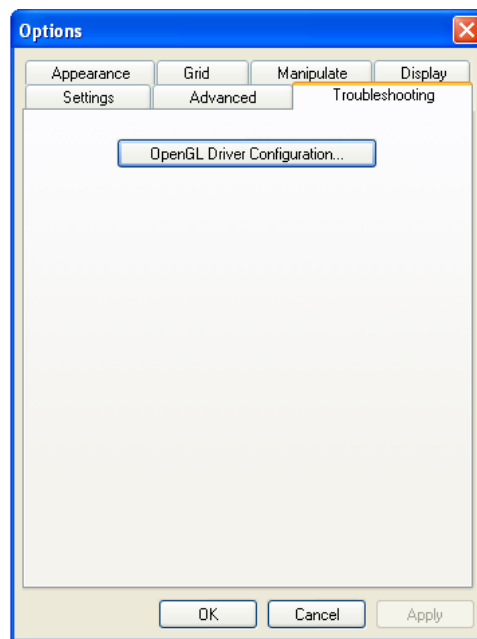 Options
Appearance Grid Manipulate Display
Settings Advanced Troubleshooting
OpenGL Driver Configuration...
OK Cancel Apply